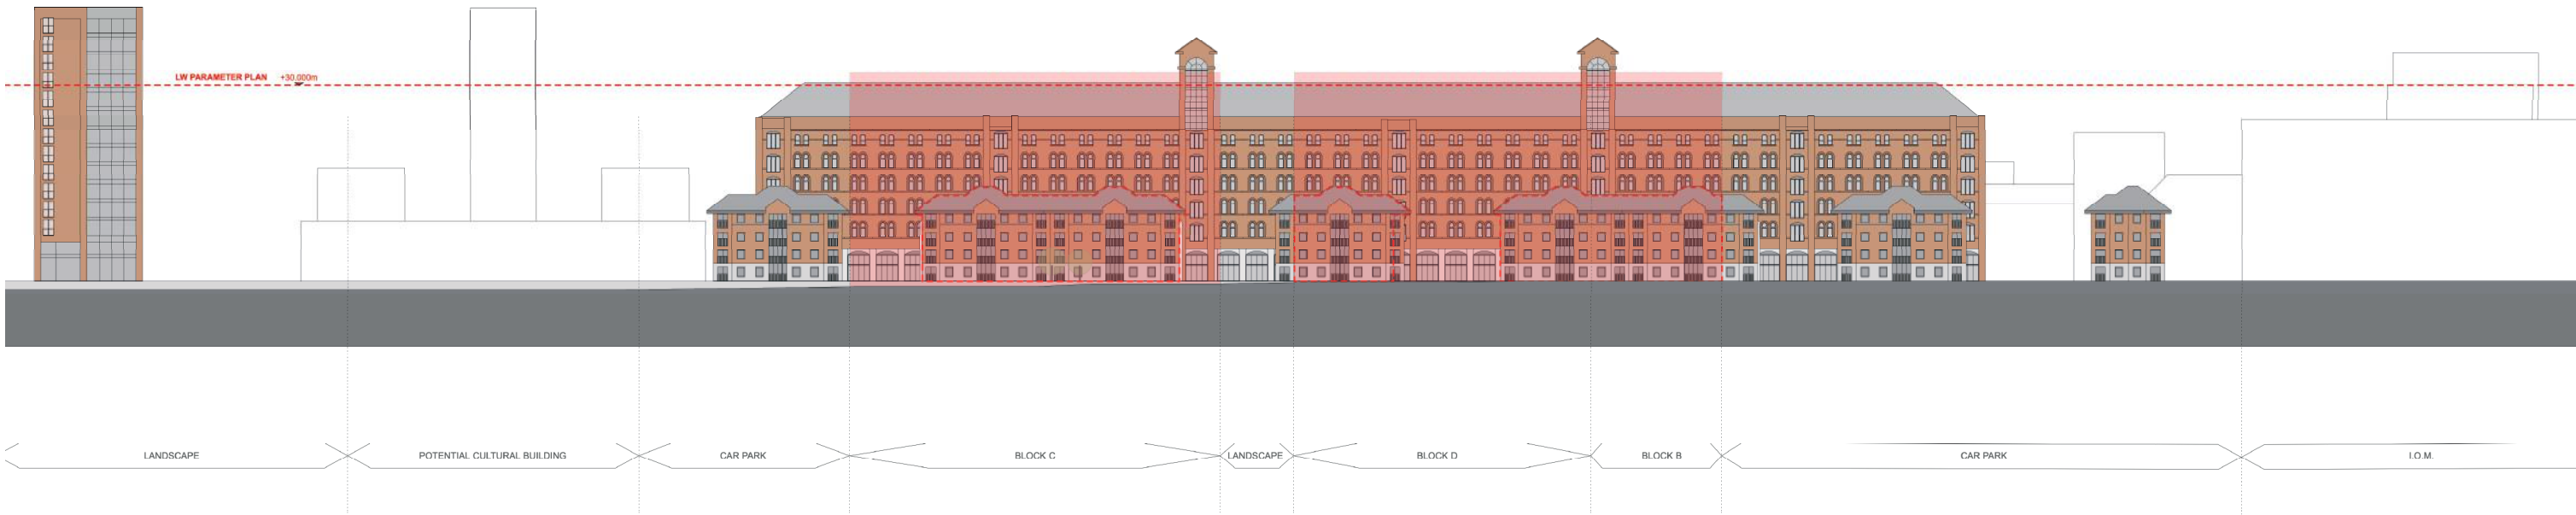 LW PARAMETER PLAN +30.000m
LANDSCAPE
POTENTIAL CULTURAL BUILDING
CAR PARK
BLOCK C
LANDSCAPE
BLOCK D
BLOCK B
CAR PARK
I.O.M.